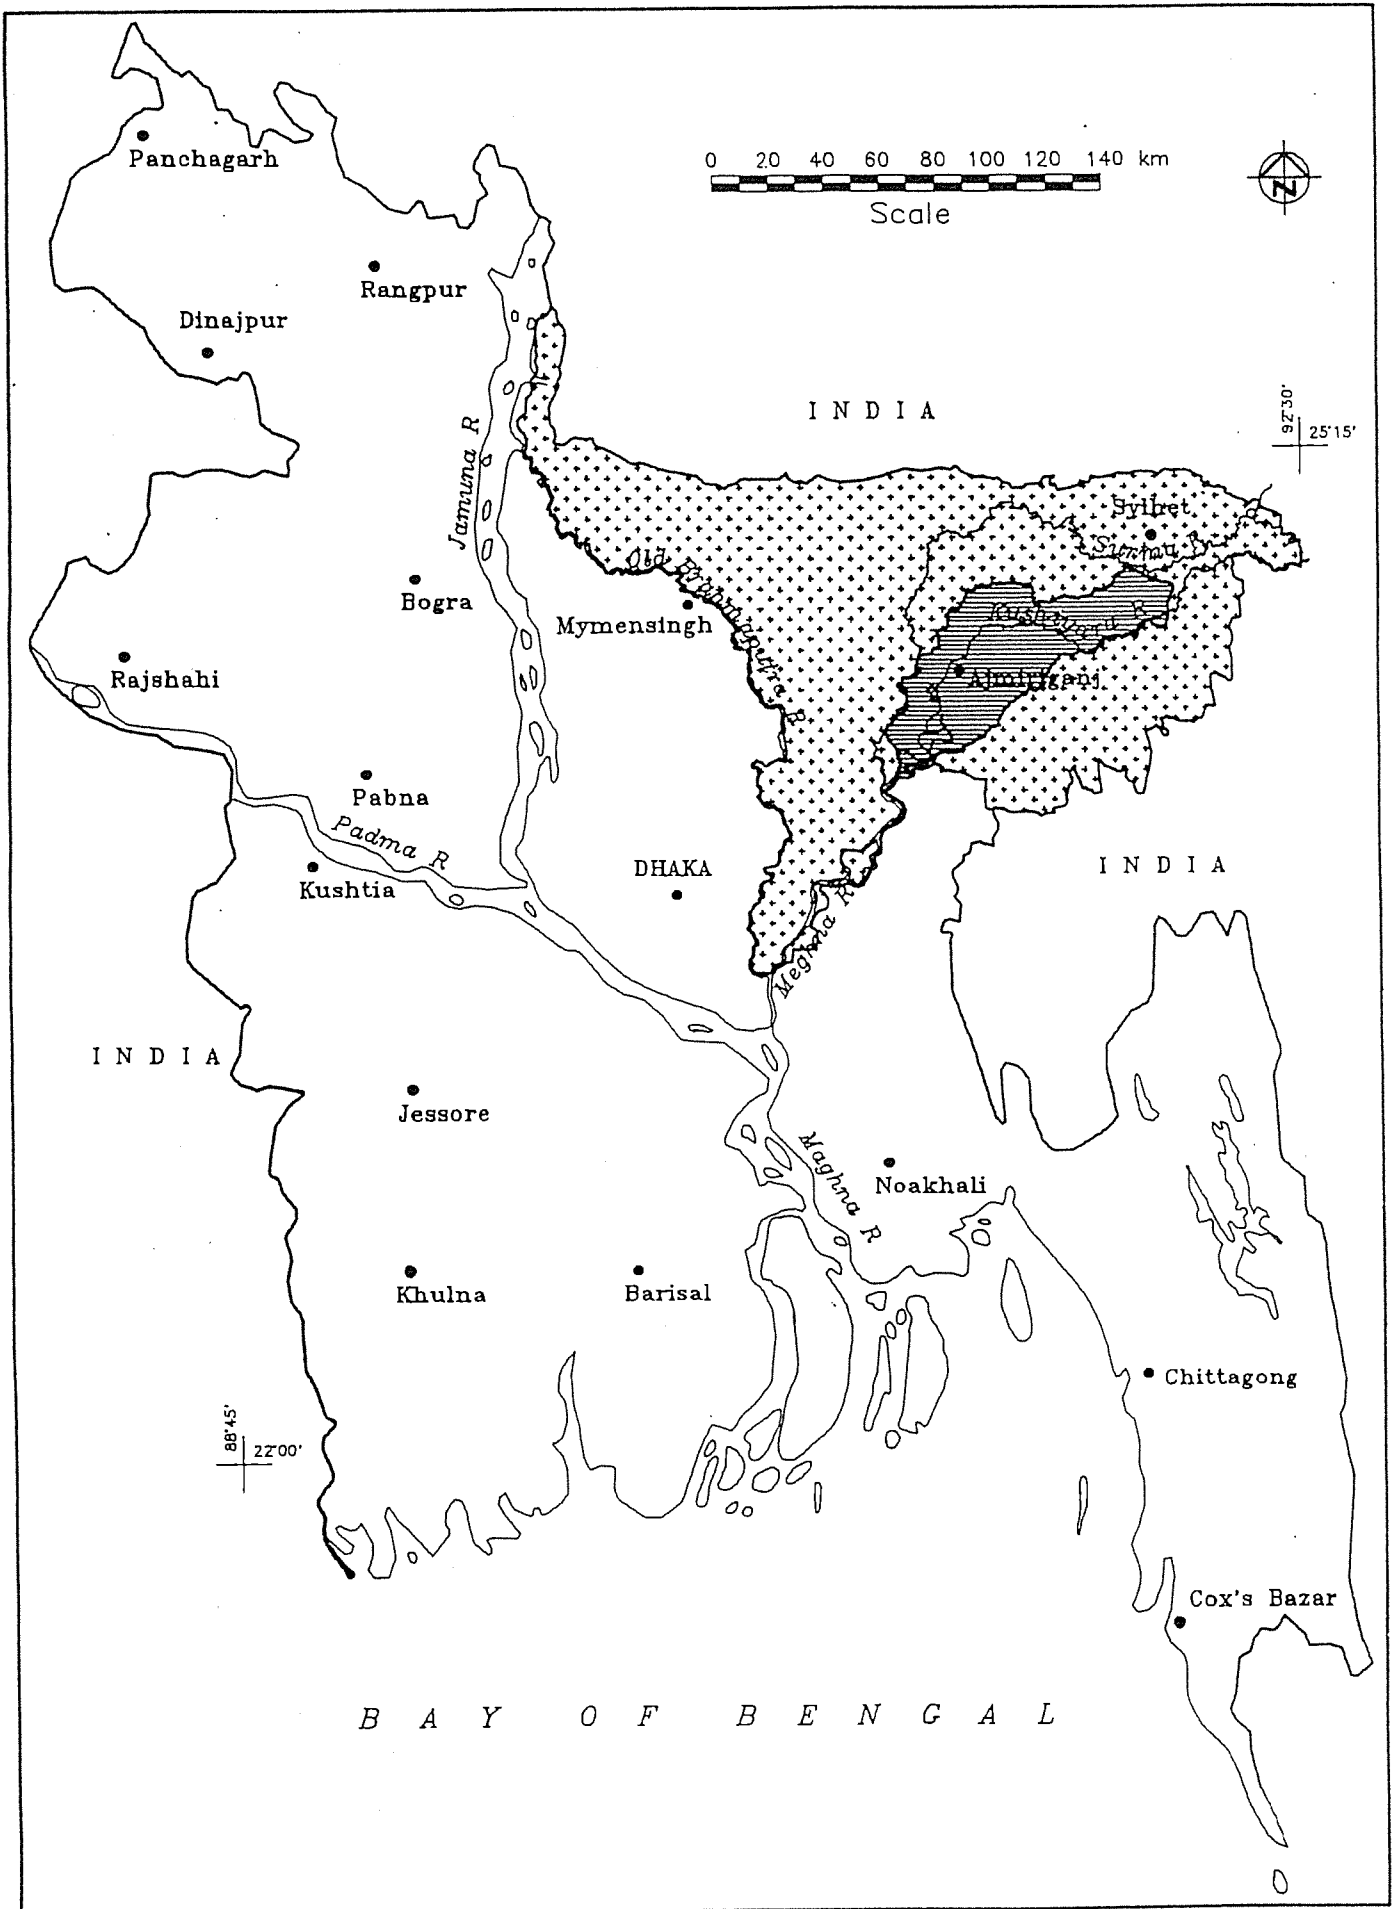 0 20 40 60 80 100 120 140 km
Scale
N
Panchagarh
Rangpur
Dinajpur
INDIA
92°30'
25°15'
Jamuna R
Sylhet
Surma R
Old Brahmaputra R
Bogra
Mymensingh
Kushiyara R
Rajshahi
Ajmiriganj
Pabna
Padma R
DHAKA
Kushtia
INDIA
Meghna R
INDIA
Jessore
Maghna R
Noakhali
Khulna
Barisal
Chittagong
88°45'
22°00'
Cox's Bazar
BAY OF BENGAL